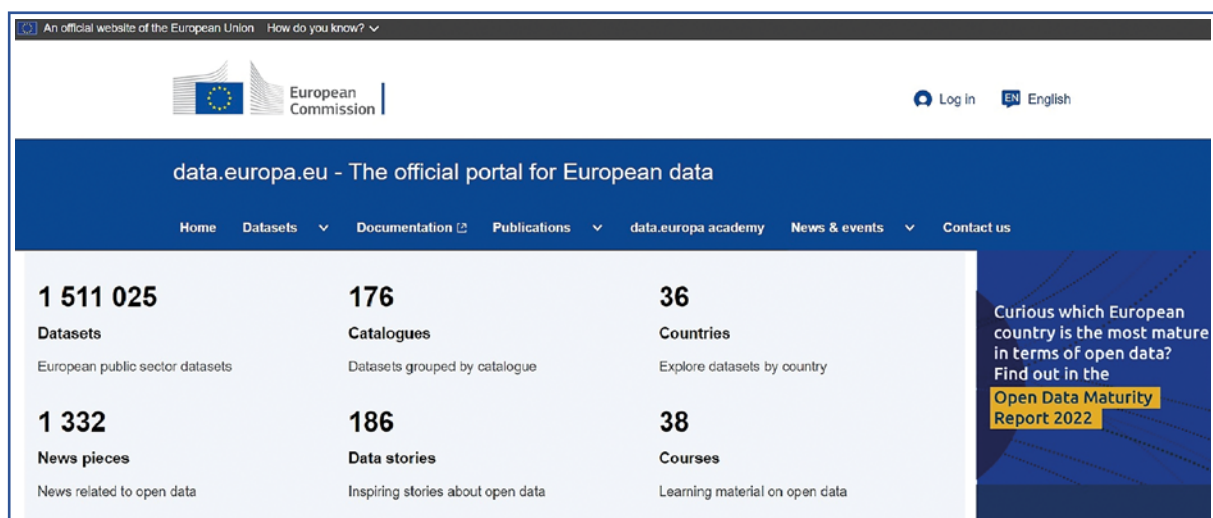 An official website of the European Union How do you know?
European
Commission
Log in EN English
data.europa.eu - The official portal for European data
Home Datasets Documentation Publications data.europa academy News & events Contact us
1 511 025
Datasets
European public sector datasets
176
Catalogues
Datasets grouped by catalogue
36
Countries
Explore datasets by country
1 332
News pieces
News related to open data
186
Data stories
Inspiring stories about open data
38
Courses
Learning material on open data
Curious which European
country is the most mature
in terms of open data?
Find out in the
Open Data Maturity
Report 2022